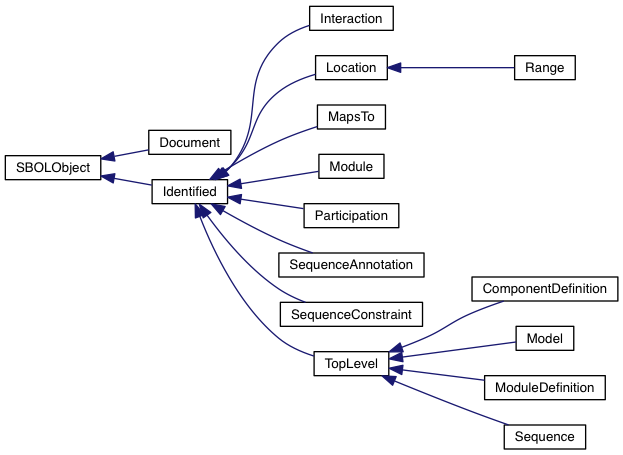 Interaction
Location
Range
MapsTo
Document
SBOLObject
Module
Identified
Participation
SequenceAnnotation
ComponentDefinition
SequenceConstraint
Model
TopLevel
ModuleDefinition
Sequence